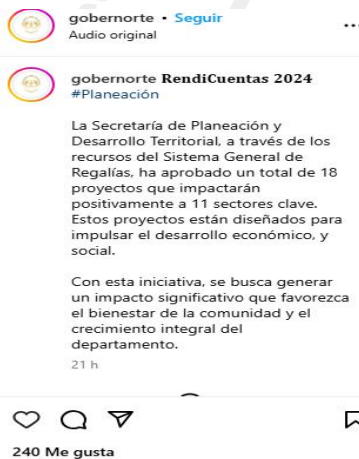 gobernorte • Seguir
Audio original
gobernorte RendiCuentas 2024
#Planeación
La Secretaría de Planeación y
Desarrollo Territorial, a través de los
recursos del Sistema General de
Regalías, ha aprobado un total de 18
proyectos que impactarán
positivamente a 11 sectores clave.
Estos proyectos están diseñados para
impulsar el desarrollo económico, y
social.
Con esta iniciativa, se busca generar
un impacto significativo que favorezca
el bienestar de la comunidad y el
crecimiento integral del
departamento.
21 h
240 Me gusta